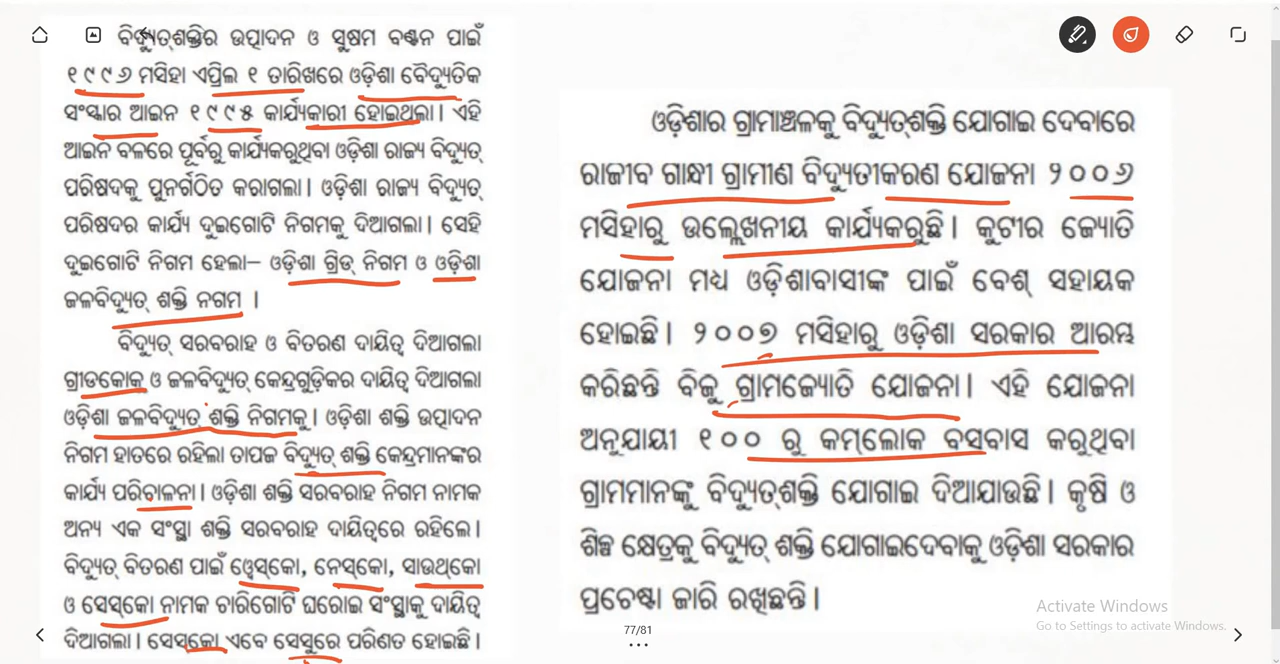 ବିଦ୍ୟୁତ୍‌ଶକ୍ତିର ଉତ୍ପାଦନ ଓ ସୁଷମ ବଣ୍ଟନ ପାଇଁ
୧୯୯୬ ମସିହା ଏପ୍ରିଲ ୧ ତାରିଖରେ ଓଡ଼ିଶା ବୈଦ୍ୟୁତିକ
ସଂସ୍କାର ଆଇନ ୧୯୯୫ କାର୍ଯ୍ୟକାରୀ ହୋଇଥିଲା। ଏହି
ଆଇନ ବଳରେ ପୂର୍ବରୁ କାର୍ଯ୍ୟକରୁଥିବା ଓଡ଼ିଶା ରାଜ୍ୟ ବିଦ୍ୟୁତ୍
ପରିଷଦକୁ ପୁନର୍ଗଠିତ କରାଗଲା। ଓଡ଼ିଶା ରାଜ୍ୟ ବିଦ୍ୟୁତ୍
ପରିଷଦର କାର୍ଯ୍ୟ ଦୁଇଗୋଟି ନିଗମକୁ ଦିଆଗଲା। ସେହି
ଦୁଇଗୋଟି ନିଗମ ହେଲା– ଓଡ଼ିଶା ଗ୍ରିଡ୍ ନିଗମ ଓ ଓଡ଼ିଶା
ଜଳବିଦ୍ୟୁତ୍ ଶକ୍ତି ନଗମ ।
ବିଦ୍ୟୁତ୍ ସରବରାହ ଓ ବିତରଣ ଦାୟିତ୍ଵ ଦିଆଗଲା
ଗ୍ରୀଡକୋକୁ ଓ ଜଳବିଦ୍ୟୁତ୍ କେନ୍ଦ୍ରଗୁଡ଼ିକର ଦାୟିତ୍ଵ ଦିଆଗଲା
ଓଡ଼ିଶା ଜଳବିଦ୍ୟୁତ୍ ଶକ୍ତି ନିଗମକୁ। ଓଡ଼ିଶା ଶକ୍ତି ଉତ୍ପାଦନ
ନିଗମ ହାତରେ ରହିଲା ତାପଜ ବିଦ୍ୟୁତ୍ ଶକ୍ତି କେନ୍ଦ୍ରମାନଙ୍କର
କାର୍ଯ୍ୟ ପରିଚାଳନା। ଓଡ଼ିଶା ଶକ୍ତି ସରବରାହ ନିଗମ ନାମକ
ଅନ୍ୟ ଏକ ସଂସ୍ଥା ଶକ୍ତି ସରବରାହ ଦାୟିତ୍ଵରେ ରହିଲେ।
ବିଦ୍ୟୁତ୍ ବିତରଣ ପାଇଁ ୱେସ୍‌କୋ, ନେସ୍‌କୋ, ସାଉଥ୍‌କୋ
ଓ ସେସ୍‌କୋ ନାମକ ଚାରିଗୋଟି ଘରୋଇ ସଂସ୍ଥାକୁ ଦାୟିତ୍ଵ
ଦିଆଗଲା। ସେସ୍‌କୋ ଏବେ ସେସୁରେ ପରିଣତ ହୋଇଛି।
ଓଡ଼ିଶାର ଗ୍ରାମାଞ୍ଚଳକୁ ବିଦ୍ୟୁତ୍‌ଶକ୍ତି ଯୋଗାଇ ଦେବାରେ
ରାଜୀବ ଗାନ୍ଧୀ ଗ୍ରାମୀଣ ବିଦ୍ୟୁତୀକରଣ ଯୋଜନା ୨୦୦୬
ମସିହାରୁ ଉଲ୍ଲେଖନୀୟ କାର୍ଯ୍ୟକରୁଛି। କୁଟୀର ଜ୍ୟୋତି
ଯୋଜନା ମଧ୍ୟ ଓଡ଼ିଶାବାସୀଙ୍କ ପାଇଁ ବେଶ୍ ସହାୟକ
ହୋଇଛି। ୨୦୦୭ ମସିହାରୁ ଓଡ଼ିଶା ସରକାର ଆରମ୍ଭ
କରିଛନ୍ତି ବିଜୁ ଗ୍ରାମଜ୍ୟୋତି ଯୋଜନା। ଏହି ଯୋଜନା
ଅନୁଯାୟୀ ୧୦୦ ରୁ କମ୍‌ଲୋକ ବସବାସ କରୁଥିବା
ଗ୍ରାମମାନଙ୍କୁ ବିଦ୍ୟୁତ୍‌ଶକ୍ତି ଯୋଗାଇ ଦିଆଯାଉଛି। କୃଷି ଓ
ଶିଳ୍ପ କ୍ଷେତ୍ରକୁ ବିଦ୍ୟୁତ୍ ଶକ୍ତି ଯୋଗାଇଦେବାକୁ ଓଡ଼ିଶା ସରକାର
ପ୍ରଚେଷ୍ଟା ଜାରି ରଖିଛନ୍ତି।
77/81
Activate Windows
Go to Settings to activate Windows.